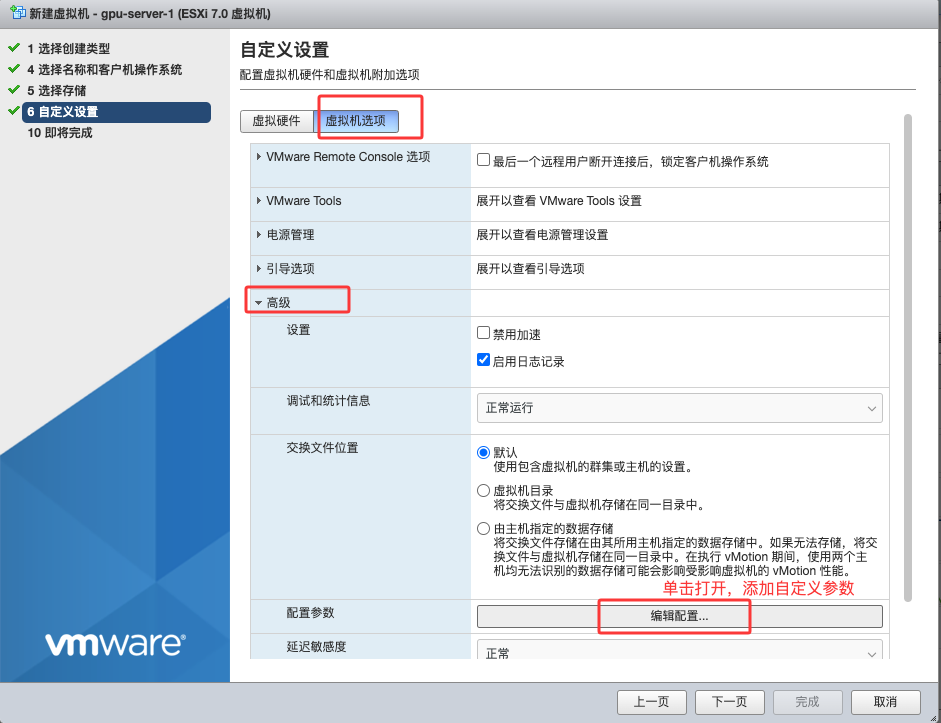 新建虚拟机 - gpu-server-1 (ESXi 7.0 虚拟机)
1 选择创建类型
4 选择名称和客户机操作系统
5 选择存储
6 自定义设置
10 即将完成
自定义设置
配置虚拟机硬件和虚拟机附加选项
虚拟硬件
虚拟机选项
VMware Remote Console 选项
最后一个远程用户断开连接后，锁定客户机操作系统
VMware Tools
展开以查看 VMware Tools 设置
电源管理
展开以查看电源管理设置
引导选项
展开以查看引导选项
高级
设置
禁用加速
启用日志记录
调试和统计信息
正常运行
交换文件位置
默认
使用包含虚拟机的群集或主机的设置。
虚拟机目录
将交换文件与虚拟机存储在同一目录中。
由主机指定的数据存储
将交换文件存储在由其所用主机指定的数据存储中。如果无法存储，将交
换文件与虚拟机存储在同一目录中。在执行 vMotion 期间，使用两个主
机均无法识别的数据存储可能会影响受影响虚拟机的 vMotion 性能。
单击打开，添加自定义参数
配置参数
编辑配置...
延迟敏感度
正常
vmware®
上一页
下一页
完成
取消